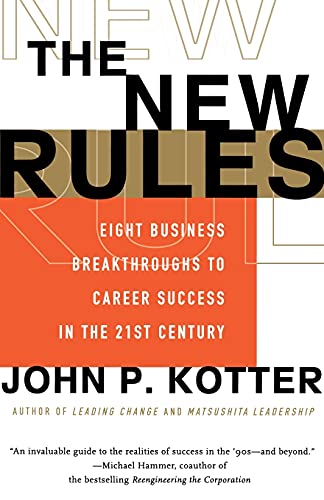 NEW
THE NEW
RULES
RUL
EIGHT BUSINESS
BREAKTHROUGHS TO
CAREER SUCCESS
IN THE 21ST CENTURY
JOHN P. KOTTER
AUTHOR OF LEADING CHANGE AND MATSUSHITA LEADERSHIP
"An invaluable guide to the realities of success in the '90s—and beyond."
—Michael Hammer, coauthor of
the bestselling Reengineering the Corporation